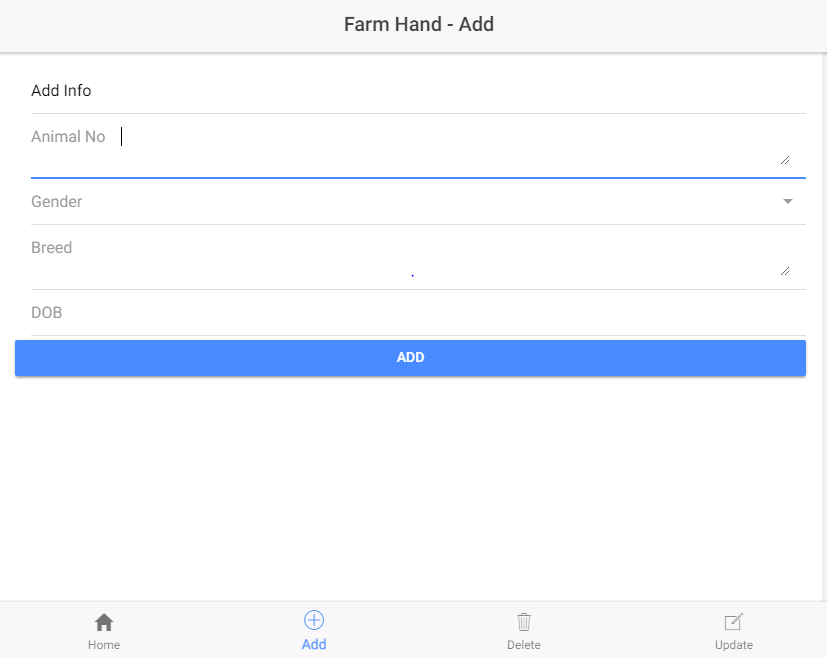 Farm Hand - Add
Add Info
Animal No
Gender
Breed
DOB
ADD
Home Add Delete Update